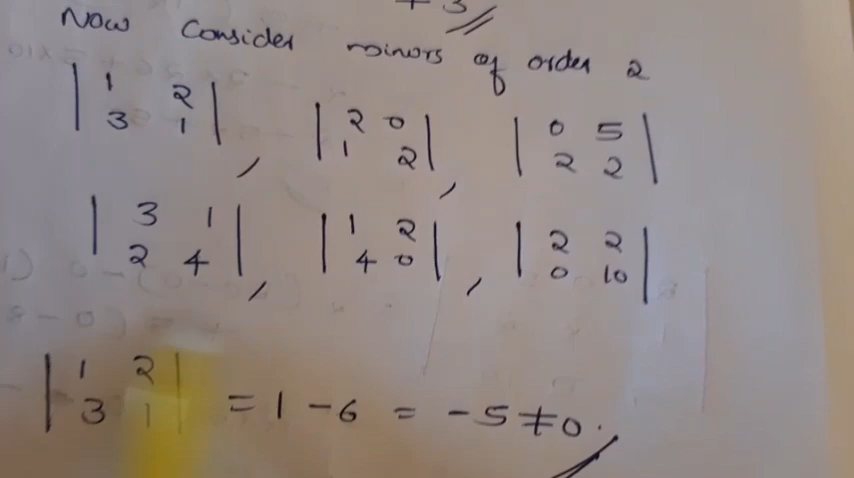 + 3
Now Consider minors of order 2
| 1 2 | | 2 0 | | 0 5 |
| 3 1 | , | 1 2 | , | 2 2 |
| 3 1 | | 1 2 | | 2 2 |
| 2 4 | , | 4 0 | , | 0 10 |
| 1 2 |
| 3 1 | = 1 - 6 = -5 ≠ 0.